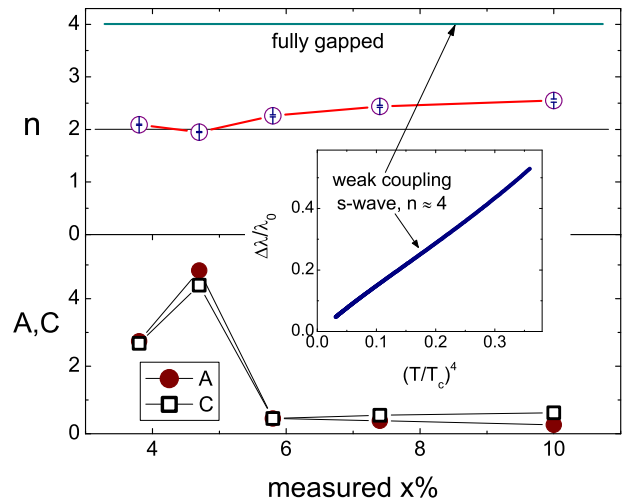 4
fully gapped
3
n
2
weak coupling
s-wave, n ≈ 4
1
0
Δλ/λ₀
0.4
0.2
0.0
0.0 0.1 0.2 0.3
(T/T_c)⁴
4
A,C
2
0
A
C
4 6 8 10
measured x%